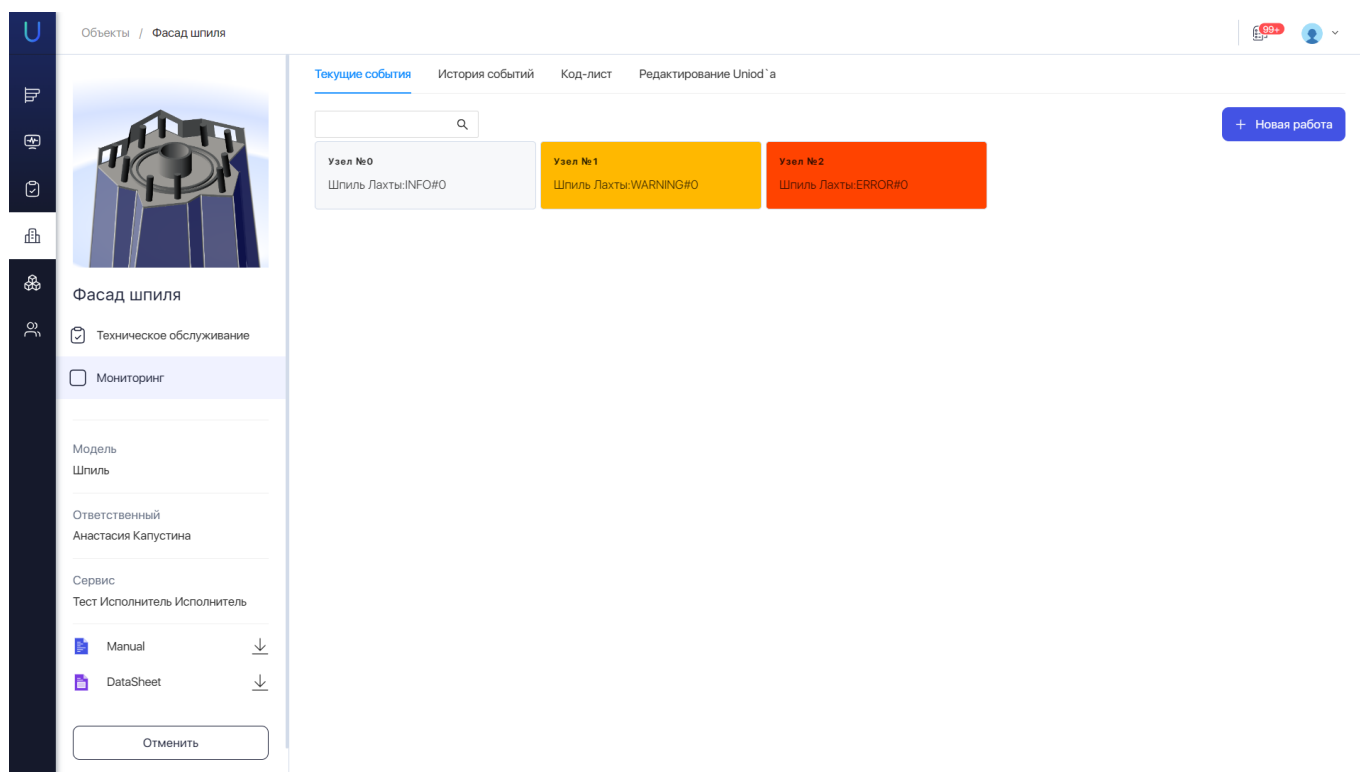 U
Объекты / Фасад шпиля
99+
Текущие события История событий Код-лист Редактирование Uniod`a
+ Новая работа
Узел №0
Шпиль Лахты:INFO#0
Узел №1
Шпиль Лахты:WARNING#0
Узел №2
Шпиль Лахты:ERROR#0
Фасад шпиля
Техническое обслуживание
Мониторинг
Модель
Шпиль
Ответственный
Анастасия Капустина
Сервис
Тест Исполнитель Исполнитель
Manual
DataSheet
Отменить